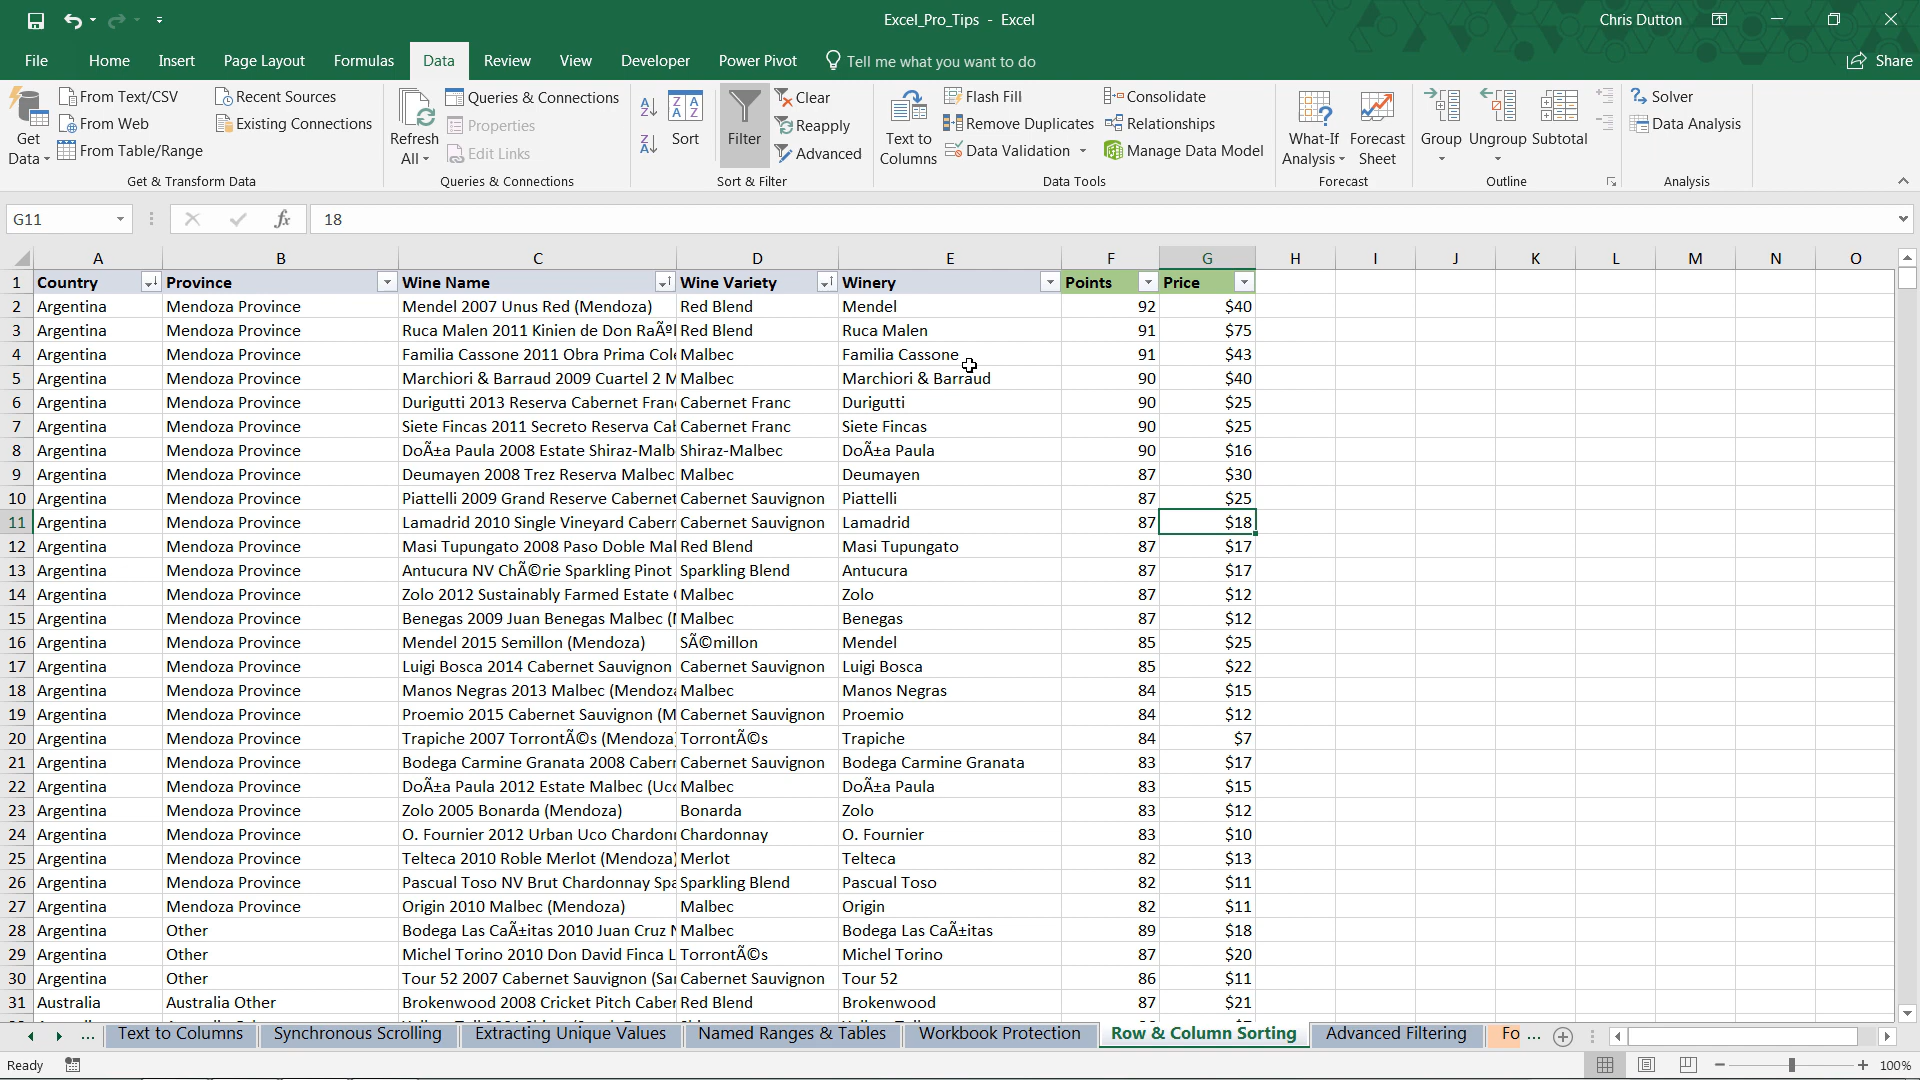 Excel_Pro_Tips - Excel
Chris Dutton
File Home Insert Page Layout Formulas Data Review View Developer Power Pivot Tell me what you want to do Share
Get Data
From Text/CSV
From Web
From Table/Range
Recent Sources
Existing Connections
Get & Transform Data
Refresh All
Queries & Connections
Properties
Edit Links
Queries & Connections
Sort
Filter
Clear
Reapply
Advanced
Sort & Filter
Text to Columns
Flash Fill
Remove Duplicates
Data Validation
Consolidate
Relationships
Manage Data Model
Data Tools
What-If Analysis
Forecast Sheet
Forecast
Group
Ungroup
Subtotal
Outline
Solver
Data Analysis
Analysis
G11 fx 18
A B C D E F G H I J K L M N O
1 Country Province Wine Name Wine Variety Winery Points Price
2 Argentina Mendoza Province Mendel 2007 Unus Red (Mendoza) Red Blend Mendel 92 $40
3 Argentina Mendoza Province Ruca Malen 2011 Kinien de Don RaÃºl Red Blend Ruca Malen 91 $75
4 Argentina Mendoza Province Familia Cassone 2011 Obra Prima Col Malbec Familia Cassone 91 $43
5 Argentina Mendoza Province Marchiori & Barraud 2009 Cuartel 2 M Malbec Marchiori & Barraud 90 $40
6 Argentina Mendoza Province Durigutti 2013 Reserva Cabernet Fran Cabernet Franc Durigutti 90 $25
7 Argentina Mendoza Province Siete Fincas 2011 Secreto Reserva Cab Cabernet Franc Siete Fincas 90 $25
8 Argentina Mendoza Province DoÃ±a Paula 2008 Estate Shiraz-Malb Shiraz-Malbec DoÃ±a Paula 90 $16
9 Argentina Mendoza Province Deumayen 2008 Trez Reserva Malbec Malbec Deumayen 87 $30
10 Argentina Mendoza Province Piattelli 2009 Grand Reserve Cabernet Cabernet Sauvignon Piattelli 87 $25
11 Argentina Mendoza Province Lamadrid 2010 Single Vineyard Cabern Cabernet Sauvignon Lamadrid 87 $18
12 Argentina Mendoza Province Masi Tupungato 2008 Paso Doble Mal Red Blend Masi Tupungato 87 $17
13 Argentina Mendoza Province Antucura NV ChÃ©rie Sparkling Pinot Sparkling Blend Antucura 87 $17
14 Argentina Mendoza Province Zolo 2012 Sustainably Farmed Estate Malbec Zolo 87 $12
15 Argentina Mendoza Province Benegas 2009 Juan Benegas Malbec (M Malbec Benegas 87 $12
16 Argentina Mendoza Province Mendel 2015 Semillon (Mendoza) SÃ©millon Mendel 85 $25
17 Argentina Mendoza Province Luigi Bosca 2014 Cabernet Sauvignon Cabernet Sauvignon Luigi Bosca 85 $22
18 Argentina Mendoza Province Manos Negras 2013 Malbec (Mendoza Malbec Manos Negras 84 $15
19 Argentina Mendoza Province Proemio 2015 Cabernet Sauvignon (M Cabernet Sauvignon Proemio 84 $12
20 Argentina Mendoza Province Trapiche 2007 TorrontÃ©s (Mendoza) TorrontÃ©s Trapiche 84 $7
21 Argentina Mendoza Province Bodega Carmine Granata 2008 Cabern Cabernet Sauvignon Bodega Carmine Granata 83 $17
22 Argentina Mendoza Province DoÃ±a Paula 2012 Estate Malbec (Uco Malbec DoÃ±a Paula 83 $15
23 Argentina Mendoza Province Zolo 2005 Bonarda (Mendoza) Bonarda Zolo 83 $12
24 Argentina Mendoza Province O. Fournier 2012 Urban Uco Chardonn Chardonnay O. Fournier 83 $10
25 Argentina Mendoza Province Telteca 2010 Roble Merlot (Mendoza) Merlot Telteca 82 $13
26 Argentina Mendoza Province Pascual Toso NV Brut Chardonnay Spa Sparkling Blend Pascual Toso 82 $11
27 Argentina Mendoza Province Origin 2010 Malbec (Mendoza) Malbec Origin 82 $11
28 Argentina Other Bodega Las CaÃ±itas 2010 Juan Cruz M Malbec Bodega Las CaÃ±itas 89 $18
29 Argentina Other Michel Torino 2010 Don David Finca L TorrontÃ©s Michel Torino 87 $20
30 Argentina Other Tour 52 2007 Cabernet Sauvignon (Sa Cabernet Sauvignon Tour 52 86 $11
31 Australia Australia Other Brokenwood 2008 Cricket Pitch Caber Red Blend Brokenwood 87 $21
... Text to Columns Synchronous Scrolling Extracting Unique Values Named Ranges & Tables Workbook Protection Row & Column Sorting Advanced Filtering Fo ...
Ready 100%